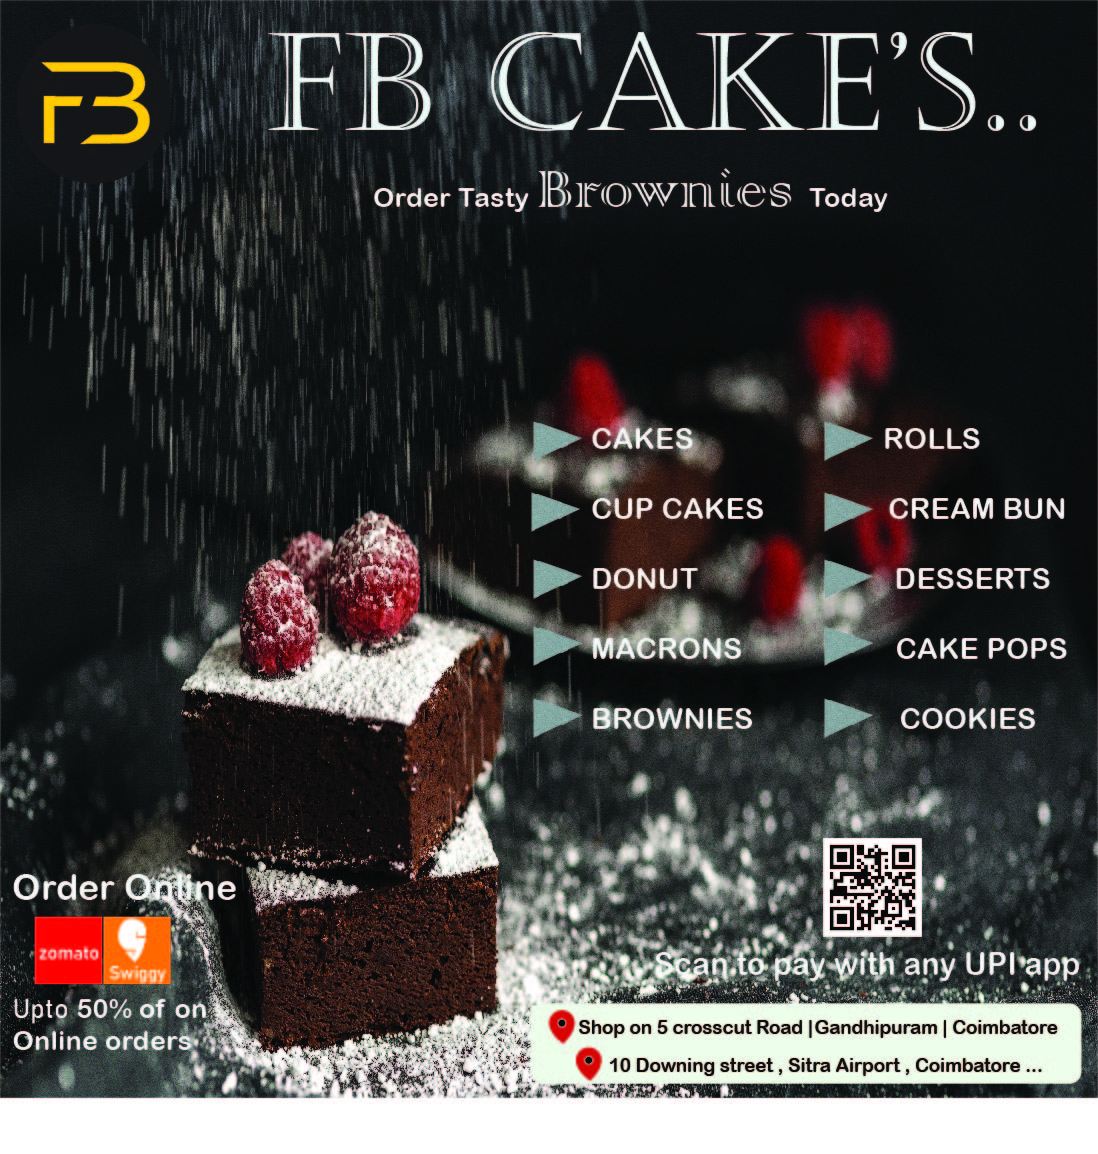 FB
FB CAKE'S..
Order Tasty Brownies Today
CAKES
CUP CAKES
DONUT
MACRONS
BROWNIES
ROLLS
CREAM BUN
DESSERTS
CAKE POPS
COOKIES
Order Online
zomato
Swiggy
Upto 50% of on
Online orders
Scan to pay with any UPI app
Shop on 5 crosscut Road |Gandhipuram | Coimbatore
10 Downing street , Sitra Airport , Coimbatore ...